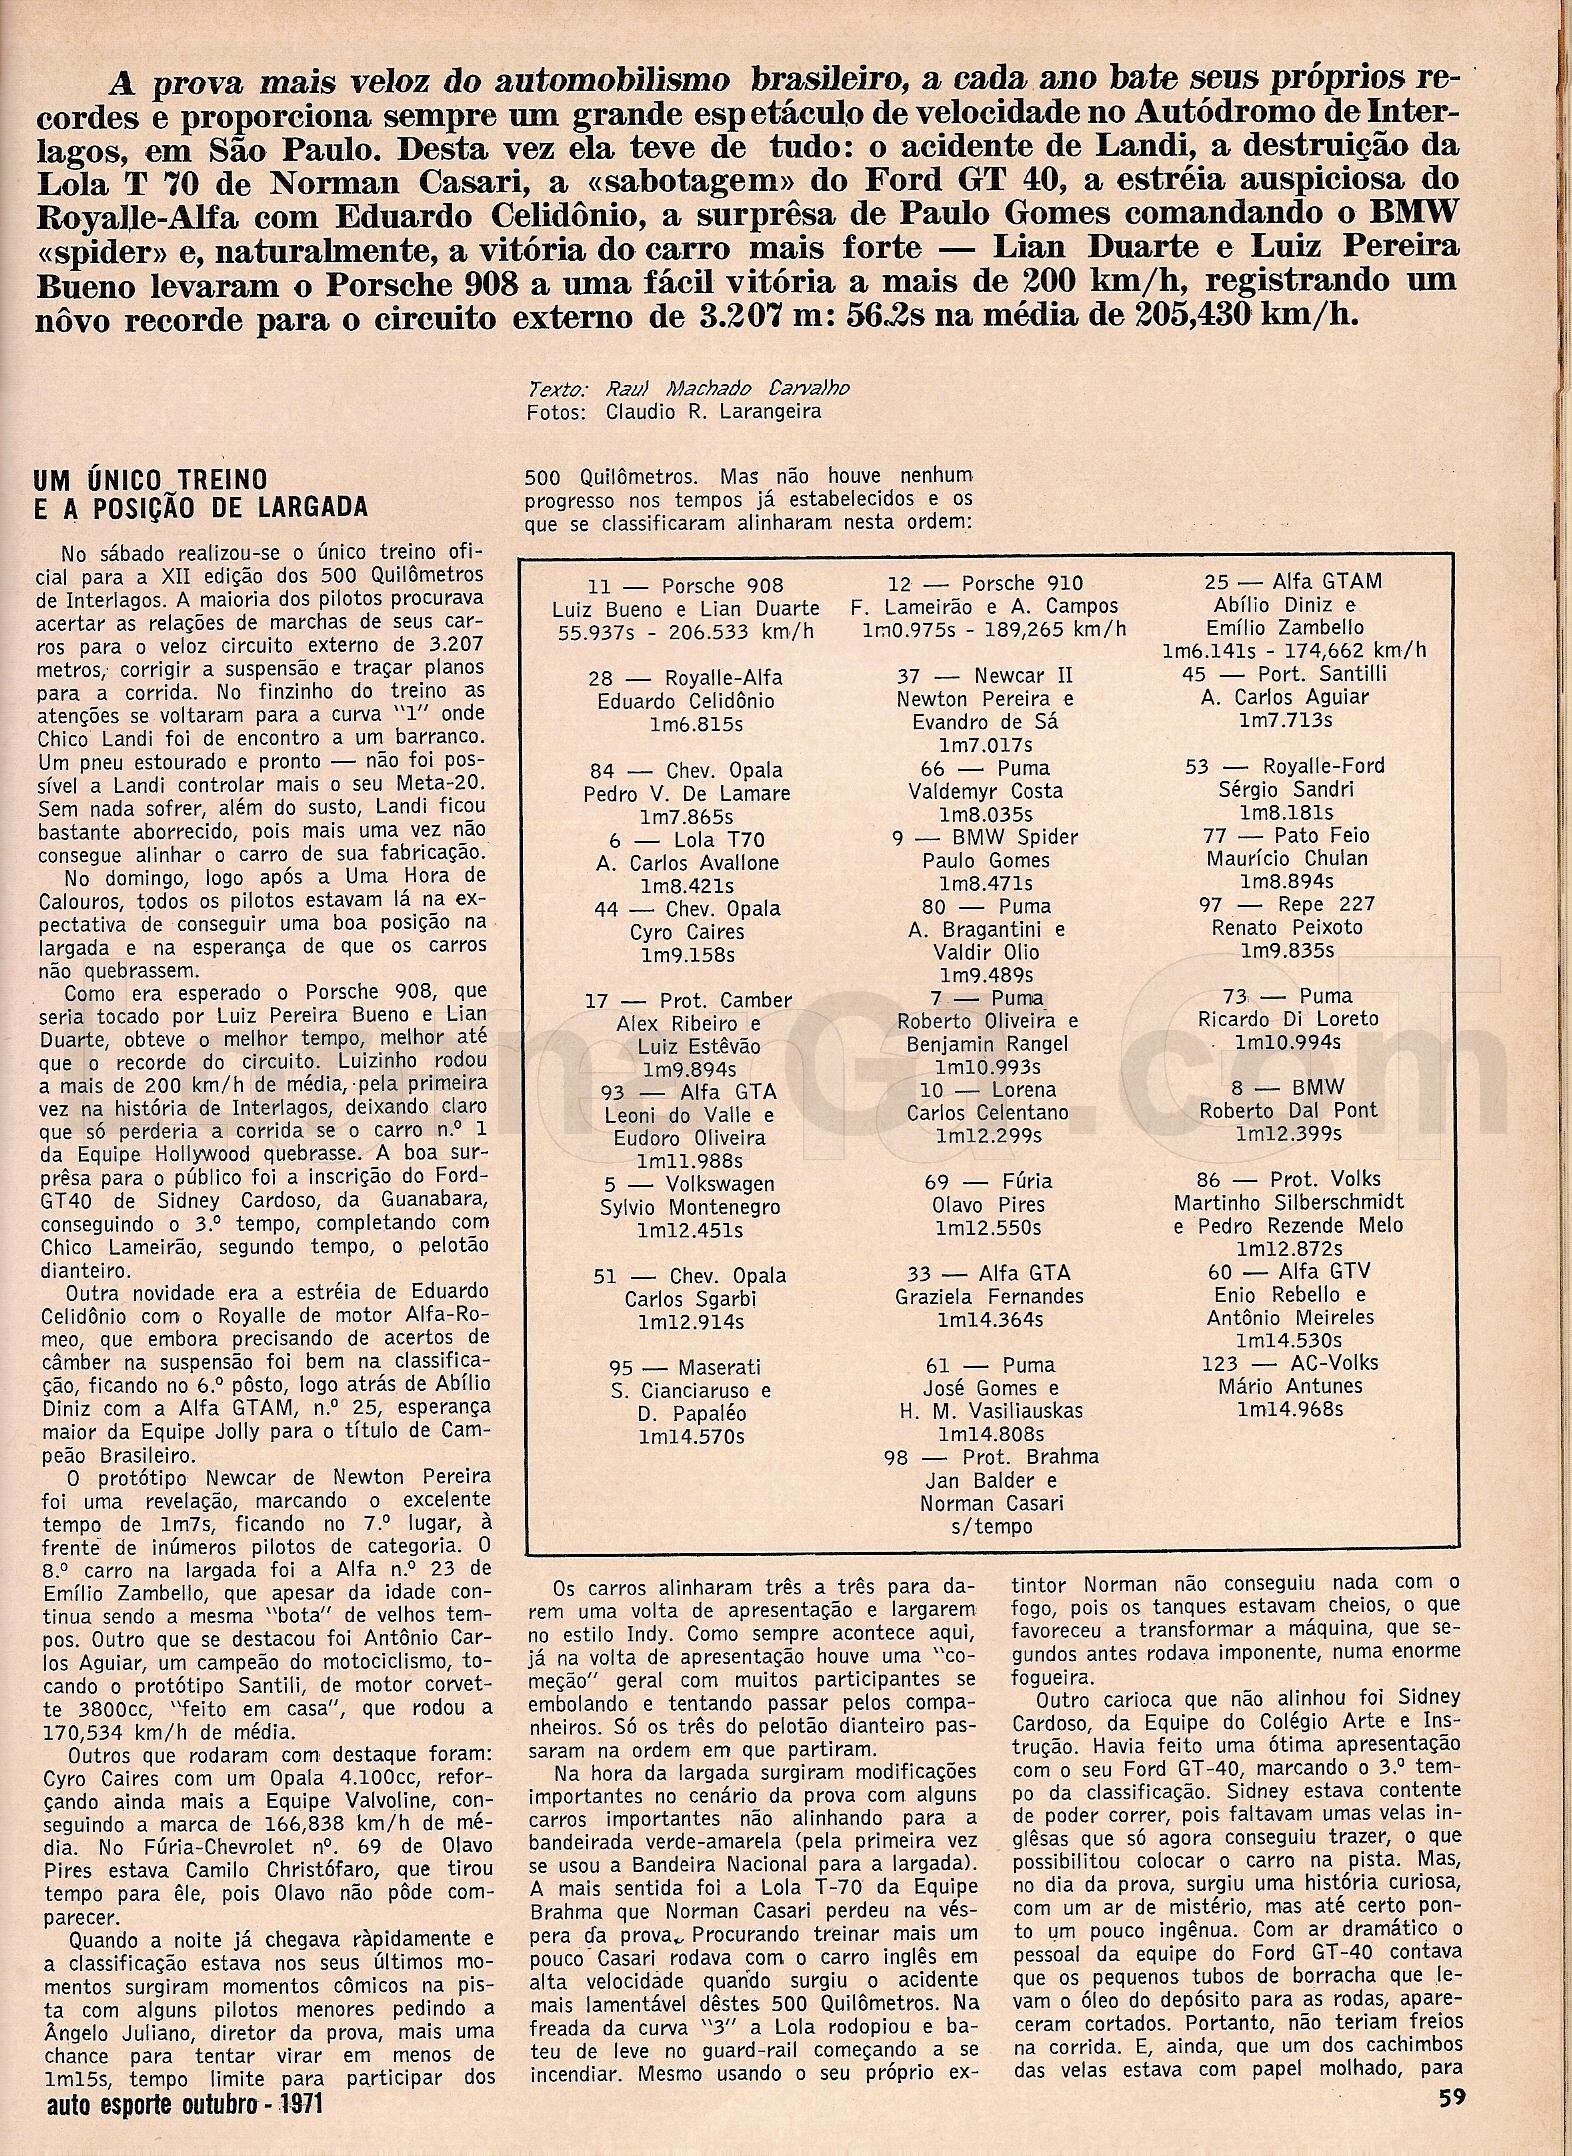 A prova mais veloz do automobilismo brasileiro, a cada ano bate seus próprios re-
cordes e proporciona sempre um grande espetáculo de velocidade no Autódromo de Inter-
lagos, em São Paulo. Desta vez ela teve de tudo: o acidente de Landi, a destruição da
Lola T 70 de Norman Casari, a «sabotagem» do Ford GT 40, a estréia auspiciosa do
Royalle-Alfa com Eduardo Celidônio, a surprêsa de Paulo Gomes comandando o BMW
«spider» e, naturalmente, a vitória do carro mais forte — Lian Duarte e Luiz Pereira
Bueno levaram o Porsche 908 a uma fácil vitória a mais de 200 km/h, registrando um
nôvo recorde para o circuito externo de 3.207 m: 56.2s na média de 205,430 km/h.
Texto: Raul Machado Carvalho
Fotos: Claudio R. Larangeira
UM ÚNICO TREINO
E A POSIÇÃO DE LARGADA
No sábado realizou-se o único treino ofi-
cial para a XII edição dos 500 Quilômetros
de Interlagos. A maioria dos pilotos procurava
acertar as relações de marchas de seus car-
ros para o veloz circuito externo de 3.207
metros, corrigir a suspensão e traçar planos
para a corrida. No finzinho do treino as
atenções se voltaram para a curva "1" onde
Chico Landi foi de encontro a um barranco.
Um pneu estourado e pronto — não foi pos-
sível a Landi controlar mais o seu Meta-20.
Sem nada sofrer, além do susto, Landi ficou
bastante aborrecido, pois mais uma vez não
consegue alinhar o carro de sua fabricação.
No domingo, logo após a Uma Hora de
Calouros, todos os pilotos estavam lá na ex-
pectativa de conseguir uma boa posição na
largada e na esperança de que os carros
não quebrassem.
Como era esperado o Porsche 908, que
seria tocado por Luiz Pereira Bueno e Lian
Duarte, obteve o melhor tempo, melhor até
que o recorde do circuito. Luizinho rodou
a mais de 200 km/h de média, pela primeira
vez na história de Interlagos, deixando claro
que só perderia a corrida se o carro n.º 1
da Equipe Hollywood quebrasse. A boa sur-
prêsa para o público foi a inscrição do Ford-
GT40 de Sidney Cardoso, da Guanabara,
conseguindo o 3.º tempo, completando com
Chico Lameirão, segundo tempo, o pelotão
dianteiro.
Outra novidade era a estréia de Eduardo
Celidônio com o Royalle de motor Alfa-Ro-
meo, que embora precisando de acertos de
câmber na suspensão foi bem na classifica-
ção, ficando no 6.º pôsto, logo atrás de Abílio
Diniz com a Alfa GTAM, n.º 25, esperança
maior da Equipe Jolly para o título de Cam-
peão Brasileiro.
O protótipo Newcar de Newton Pereira
foi uma revelação, marcando o excelente
tempo de 1m7s, ficando no 7.º lugar, à
frente de inúmeros pilotos de categoria. O
8.º carro na largada foi a Alfa n.º 23 de
Emílio Zambello, que apesar da idade con-
tinua sendo a mesma "bota" de velhos tem-
pos. Outro que se destacou foi Antônio Car-
los Aguiar, um campeão do motociclismo, to-
cando o protótipo Santili, de motor corvet-
te 3800cc, "feito em casa", que rodou a
170,534 km/h de média.
Outros que rodaram com destaque foram:
Cyro Caires com um Opala 4.100cc, refor-
çando ainda mais a Equipe Valvoline, con-
seguindo a marca de 166,838 km/h de mé-
dia. No Fúria-Chevrolet nº. 69 de Olavo
Pires estava Camilo Christófaro, que tirou
tempo para êle, pois Olavo não pôde com-
parecer.
Quando a noite já chegava ràpidamente e
a classificação estava nos seus últimos mo-
mentos surgiram momentos cômicos na pis-
ta com alguns pilotos menores pedindo a
Ângelo Juliano, diretor da prova, mais uma
chance para tentar virar em menos de
1m15s, tempo limite para participar dos
500 Quilômetros. Mas não houve nenhum
progresso nos tempos já estabelecidos e os
que se classificaram alinharam nesta ordem:
11 — Porsche 908
Luiz Bueno e Lian Duarte
55.937s - 206.533 km/h
12 — Porsche 910
F. Lameirão e A. Campos
1m0.975s - 189,265 km/h
25 — Alfa GTAM
Abílio Diniz e
Emílio Zambello
1m6.141s - 174,662 km/h
28 — Royalle-Alfa
Eduardo Celidônio
1m6.815s
37 — Newcar II
Newton Pereira e
Evandro de Sá
1m7.017s
45 — Port. Santilli
A. Carlos Aguiar
1m7.713s
84 — Chev. Opala
Pedro V. De Lamare
1m7.865s
66 — Puma
Valdemyr Costa
1m8.035s
53 — Royalle-Ford
Sérgio Sandri
1m8.181s
6 — Lola T70
A. Carlos Avallone
1m8.421s
9 — BMW Spider
Paulo Gomes
1m8.471s
77 — Pato Feio
Maurício Chulan
1m8.894s
44 — Chev. Opala
Cyro Caires
1m9.158s
80 — Puma
A. Bragantini e
Valdir Olio
1m9.489s
97 — Repe 227
Renato Peixoto
1m9.835s
17 — Prot. Camber
Alex Ribeiro e
Luiz Estêvão
1m9.894s
7 — Puma
Roberto Oliveira e
Benjamin Rangel
1m10.993s
73 — Puma
Ricardo Di Loreto
1m10.994s
93 — Alfa GTA
Leoni do Valle e
Eudoro Oliveira
1m11.988s
10 — Lorena
Carlos Celentano
1m12.299s
8 — BMW
Roberto Dal Pont
1m12.399s
5 — Volkswagen
Sylvio Montenegro
1m12.451s
69 — Fúria
Olavo Pires
1m12.550s
86 — Prot. Volks
Martinho Silberschmidt
e Pedro Rezende Melo
1m12.872s
51 — Chev. Opala
Carlos Sgarbi
1m12.914s
33 — Alfa GTA
Graziela Fernandes
1m14.364s
60 — Alfa GTV
Enio Rebello e
Antônio Meireles
1m14.530s
95 — Maserati
S. Cianciaruso e
D. Papaléo
1m14.570s
61 — Puma
José Gomes e
H. M. Vasiliauskas
1m14.808s
123 — AC-Volks
Mário Antunes
1m14.968s
98 — Prot. Brahma
Jan Balder e
Norman Casari
s/tempo
Os carros alinharam três a três para da-
rem uma volta de apresentação e largarem
no estilo Indy. Como sempre acontece aqui,
já na volta de apresentação houve uma "co-
meção" geral com muitos participantes se
embolando e tentando passar pelos compa-
nheiros. Só os três do pelotão dianteiro pas-
saram na ordem em que partiram.
Na hora da largada surgiram modificações
importantes no cenário da prova com alguns
carros importantes não alinhando para a
bandeirada verde-amarela (pela primeira vez
se usou a Bandeira Nacional para a largada).
A mais sentida foi a Lola T-70 da Equipe
Brahma que Norman Casari perdeu na vés-
pera da prova. Procurando treinar mais um
pouco Casari rodava com o carro inglês em
alta velocidade quando surgiu o acidente
mais lamentável dêstes 500 Quilômetros. Na
freada da curva "3" a Lola rodopiou e ba-
teu de leve no guard-rail começando a se
incendiar. Mesmo usando o seu próprio ex-
tintor Norman não conseguiu nada com o
fogo, pois os tanques estavam cheios, o que
favoreceu a transformar a máquina, que se-
gundos antes rodava imponente, numa enorme
fogueira.
Outro carioca que não alinhou foi Sidney
Cardoso, da Equipe do Colégio Arte e Ins-
trução. Havia feito uma ótima apresentação
com o seu Ford GT-40, marcando o 3.º tem-
po da classificação. Sidney estava contente
de poder correr, pois faltavam umas velas in-
glêsas que só agora conseguiu trazer, o que
possibilitou colocar o carro na pista. Mas,
no dia da prova, surgiu uma história curiosa,
com um ar de mistério, mas até certo pon-
to um pouco ingênua. Com ar dramático o
pessoal da equipe do Ford GT-40 contava
que os pequenos tubos de borracha que le-
vam o óleo do depósito para as rodas, apare-
ceram cortados. Portanto, não teriam freios
na corrida. E, ainda, que um dos cachimbos
das velas estava com papel molhado, para
auto esporte outubro - 1971
59